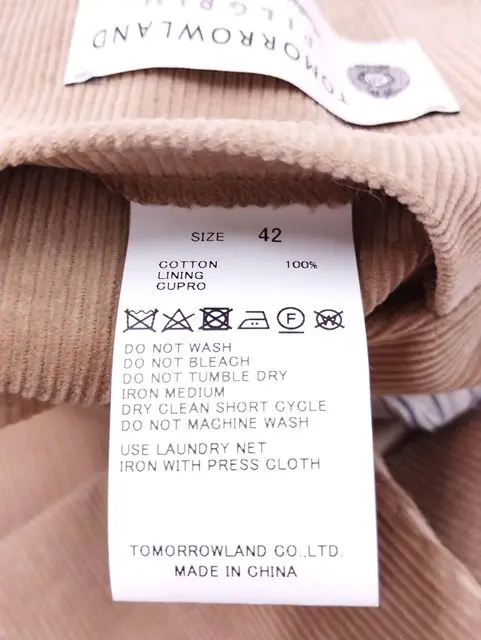 TOMORROWLAND
PILGRIM
SIZE 42
COTTON 100%
LINING
CUPRO
F
W
DO NOT WASH
DO NOT BLEACH
DO NOT TUMBLE DRY
IRON MEDIUM
DRY CLEAN SHORT CYCLE
DO NOT MACHINE WASH
USE LAUNDRY NET
IRON WITH PRESS CLOTH
TOMORROWLAND CO.,LTD.
MADE IN CHINA